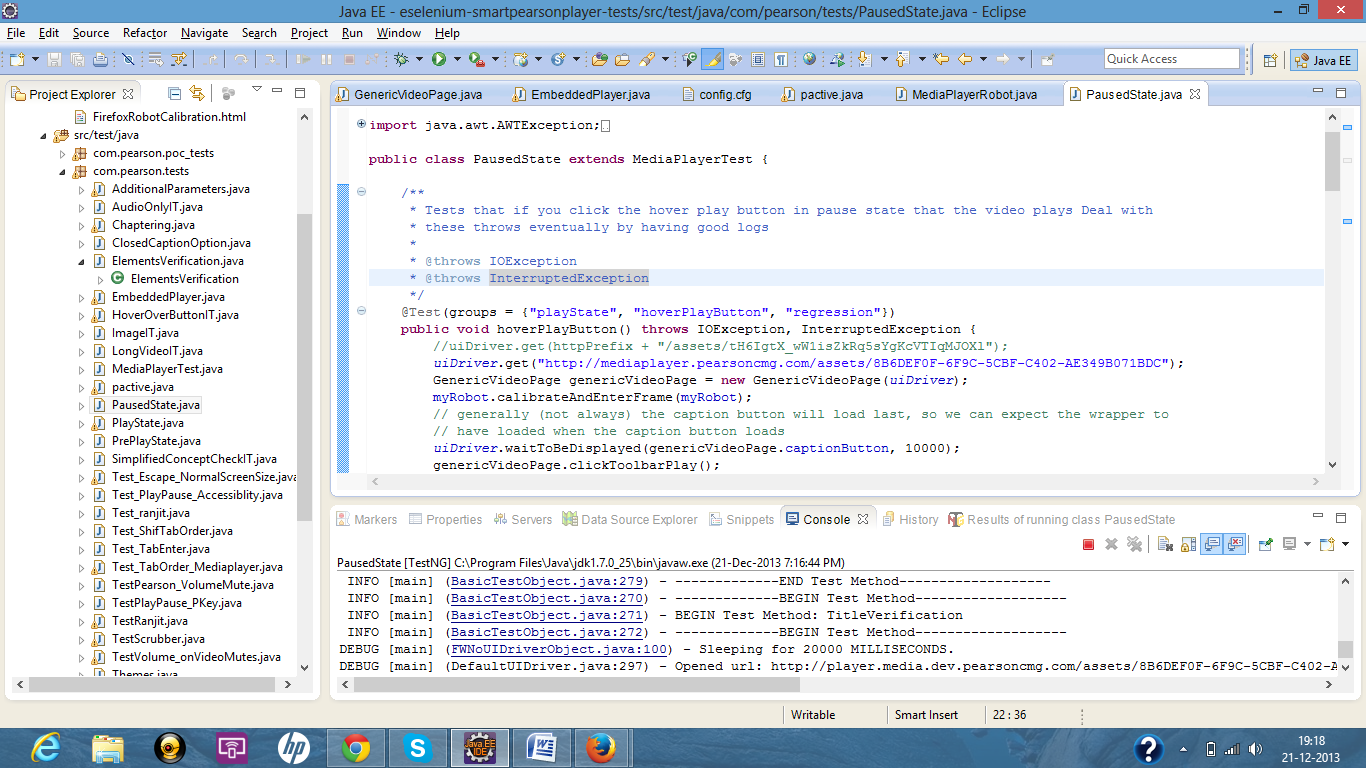 Java EE - eselenium-smartpearsonplayer-tests/src/test/java/com/pearson/tests/PausedState.java - Eclipse
File Edit Source Refactor Navigate Search Project Run Window Help
Quick Access
Java EE
Project Explorer
FirefoxRobotCalibration.html
src/test/java
com.pearson.poc_tests
com.pearson.tests
AdditionalParameters.java
AudioOnlyIT.java
Chaptering.java
ClosedCaptionOption.java
ElementsVerification.java
ElementsVerification
EmbeddedPlayer.java
HoverOverButtonIT.java
ImageIT.java
LongVideoIT.java
MediaPlayerTest.java
pactive.java
PausedState.java
PlayState.java
PrePlayState.java
SimplifiedConceptCheckIT.java
Test_Escape_NormalScreenSize.java
Test_PlayPause_Accessiblity.java
Test_ranjit.java
Test_ShifTabOrder.java
Test_TabEnter.java
Test_TabOrder_Mediaplayer.java
TestPearson_VolumeMute.java
TestPlayPause_PKey.java
TestRanjit.java
TestScrubber.java
TestVolume_onVideoMutes.java
Themes.java
GenericVideoPage.java EmbeddedPlayer.java config.cfg pactive.java MediaPlayerRobot.java PausedState.java
import java.awt.AWTException;
public class PausedState extends MediaPlayerTest {
/**
* Tests that if you click the hover play button in pause state that the video plays Deal with
* these throws eventually by having good logs
*
* @throws IOException
* @throws InterruptedException
*/
@Test(groups = {"playState", "hoverPlayButton", "regression"})
public void hoverPlayButton() throws IOException, InterruptedException {
//uiDriver.get(httpPrefix + "/assets/tH6IgtX_wW1isZkRq5sYgKcVTIqMJOXl");
uiDriver.get("http://mediaplayer.pearsoncmg.com/assets/8B6DEF0F-6F9C-5CBF-C402-AE349B071BDC");
GenericVideoPage genericVideoPage = new GenericVideoPage(uiDriver);
myRobot.calibrateAndEnterFrame(myRobot);
// generally (not always) the caption button will load last, so we can expect the wrapper to
// have loaded when the caption button loads
uiDriver.waitToBeDisplayed(genericVideoPage.captionButton, 10000);
genericVideoPage.clickToolbarPlay();
Markers Properties Servers Data Source Explorer Snippets Console History Results of running class PausedState
PausedState [TestNG] C:\Program Files\Java\jdk1.7.0_25\bin\javaw.exe (21-Dec-2013 7:16:44 PM)
INFO [main] (BasicTestObject.java:279) - -------------END Test Method-------------------
INFO [main] (BasicTestObject.java:270) - -------------BEGIN Test Method-------------------
INFO [main] (BasicTestObject.java:271) - BEGIN Test Method: TitleVerification
INFO [main] (BasicTestObject.java:272) - -------------BEGIN Test Method-------------------
DEBUG [main] (FWNoUIDriverObject.java:100) - Sleeping for 20000 MILLISECONDS.
DEBUG [main] (DefaultUIDriver.java:297) - Opened url: http://player.media.dev.pearsoncmg.com/assets/8B6DEF0F-6F9C-5CBF-C402-A
Writable Smart Insert 22 : 36
hp
Java EE IDE
19:18
21-12-2013